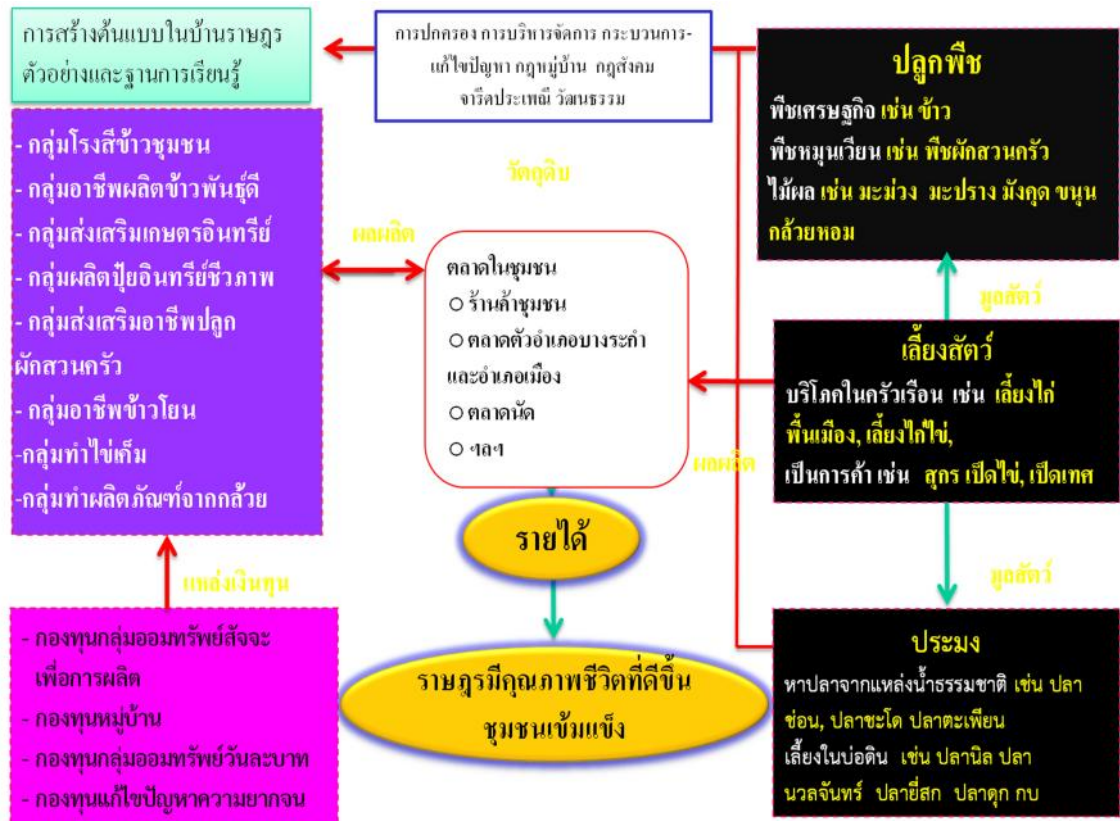 การสร้างต้นแบบในบ้านราษฎร
ตัวอย่างและฐานการเรียนรู้
- กลุ่มโรงสีข้าวชุมชน
- กลุ่มอาชีพผลิตข้าวพันธุ์ดี
- กลุ่มส่งเสริมเกษตรอินทรีย์
- กลุ่มผลิตปุ๋ยอินทรีย์ชีวภาพ
- กลุ่มส่งเสริมอาชีพปลูก
ผักสวนครัว
- กลุ่มอาชีพข้าวโยน
-กลุ่มทำไข่เค็ม
-กลุ่มทำผลิตภัณฑ์จากกล้วย
แหล่งเงินทุน
- กองทุนกลุ่มออมทรัพย์สัจจะ
เพื่อการผลิต
- กองทุนหมู่บ้าน
- กองทุนกลุ่มออมทรัพย์วันละบาท
- กองทุนแก้ไขปัญหาความยากจน
การปกครอง การบริหารจัดการ กระบวนการ-
แก้ไขปัญหา กฎหมู่บ้าน กฎสังคม
จารีตประเพณี วัฒนธรรม
วัตถุดิบ
ผลผลิต
ตลาดในชุมชน
○ ร้านค้าชุมชน
○ ตลาดตัวอำเภอบางระกำ
และอำเภอเมือง
○ ตลาดนัด
○ ฯลฯ
ผลผลิต
รายได้
ราษฎรมีคุณภาพชีวิตที่ดีขึ้น
ชุมชนเข้มแข็ง
ปลูกพืช
พืชเศรษฐกิจ เช่น ข้าว
พืชหมุนเวียน เช่น พืชผักสวนครัว
ไม้ผล เช่น มะม่วง มะปราง มังคุด ขนุน
กล้วยหอม
มูลสัตว์
เลี้ยงสัตว์
บริโภคในครัวเรือน เช่น เลี้ยงไก่
พื้นเมือง, เลี้ยงไก่ไข่,
เป็นการค้า เช่น สุกร เป็ดไข่, เป็ดเทศ
มูลสัตว์
ประมง
หาปลาจากแหล่งน้ำธรรมชาติ เช่น ปลา
ช่อน, ปลาชะโด ปลาตะเพียน
เลี้ยงในบ่อดิน เช่น ปลานิล ปลา
นวลจันทร์ ปลายี่สก ปลาดุก กบ